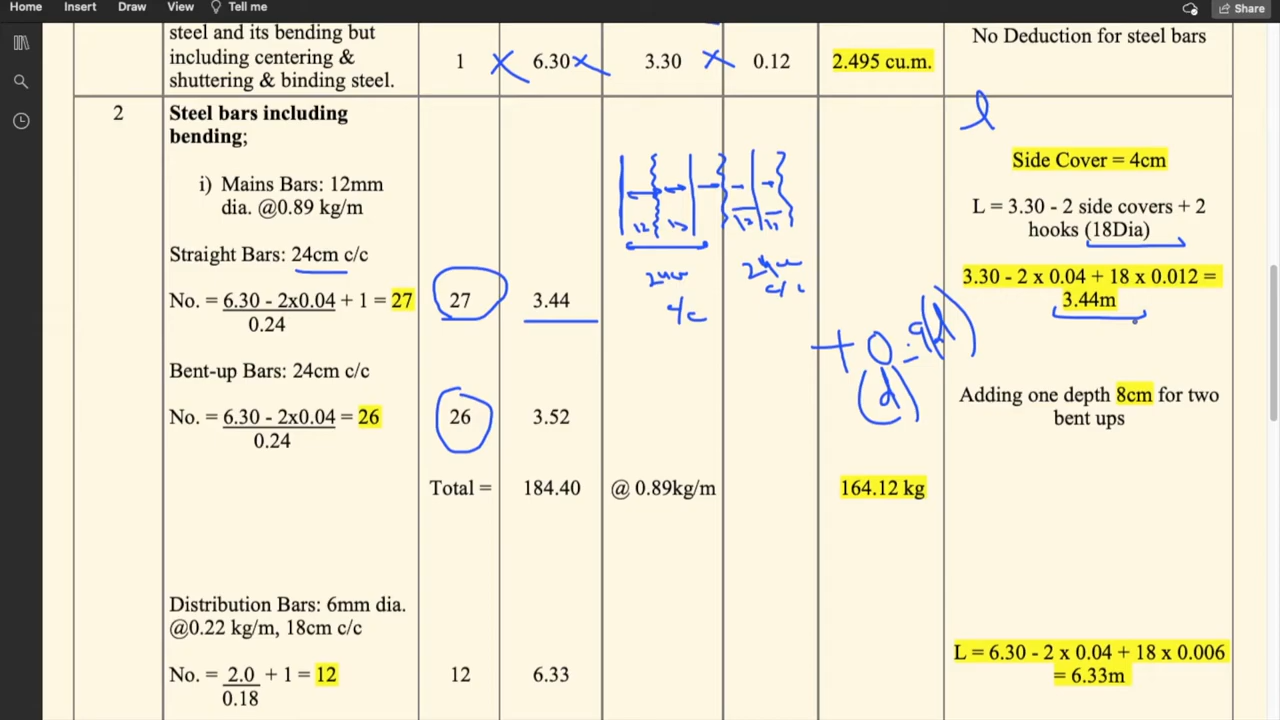 Home Insert Draw View Tell me Share
steel and its bending but
including centering &
shuttering & binding steel.
1 × 6.30 × 3.30 × 0.12 2.495 cu.m.
No Deduction for steel bars
2 Steel bars including
bending;
l
Side Cover = 4cm
i) Mains Bars: 12mm
dia. @0.89 kg/m
L = 3.30 - 2 side covers + 2
hooks (18Dia)
12 12
Straight Bars: 24cm c/c
24cm
c/c
24cm
c/c
No. = 6.30 - 2x0.04 + 1 = 27
0.24
27 3.44
3.30 - 2 x 0.04 + 18 x 0.012 =
3.44m
+ 0.
(d)
Bent-up Bars: 24cm c/c
No. = 6.30 - 2x0.04 = 26
0.24
26 3.52
Adding one depth 8cm for two
bent ups
Total = 184.40 @ 0.89kg/m 164.12 kg
Distribution Bars: 6mm dia.
@0.22 kg/m, 18cm c/c
No. = 2.0 + 1 = 12
0.18
12 6.33
L = 6.30 - 2 x 0.04 + 18 x 0.006
= 6.33m